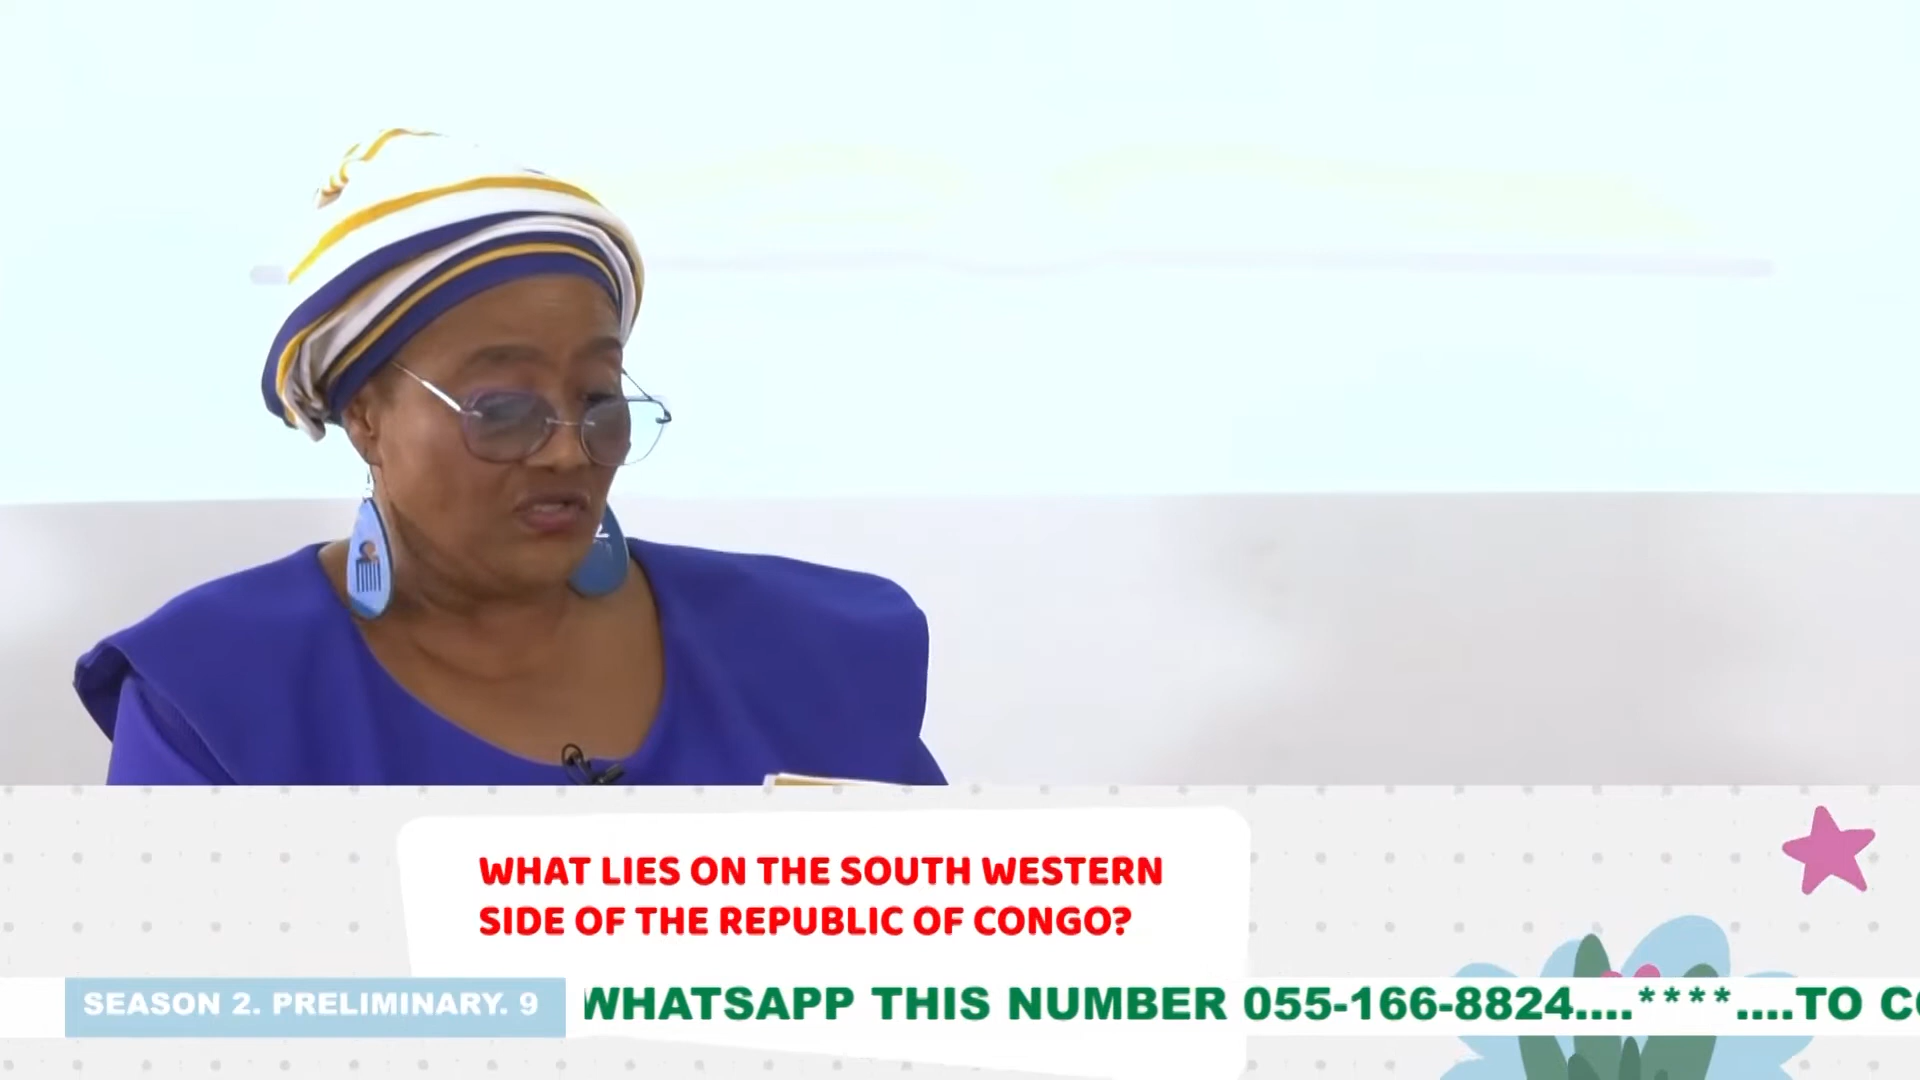 WHAT LIES ON THE SOUTH WESTERN
SIDE OF THE REPUBLIC OF CONGO?
SEASON 2. PRELIMINARY. 9
WHATSAPP THIS NUMBER 055-166-8824....****....TO